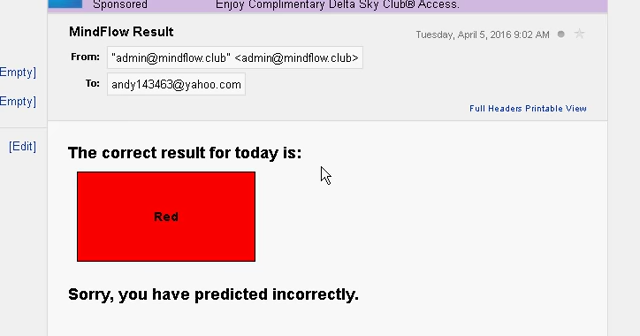 Sponsored Enjoy Complimentary Delta Sky Club® Access.
MindFlow Result
Tuesday, April 5, 2016 9:02 AM
From: "admin@mindflow.club" <admin@mindflow.club>
To: andy143463@yahoo.com
Empty]
Empty]
Full Headers Printable View
[Edit]
The correct result for today is:
Red
Sorry, you have predicted incorrectly.